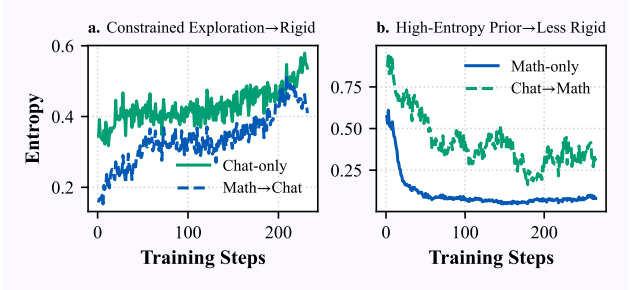 a. Constrained Exploration→Rigid
0.6
0.4
0.2
Entropy
Chat-only
Math→Chat
0
100
200
Training Steps
b. High-Entropy Prior→Less Rigid
0.75
0.50
0.25
Math-only
Chat→Math
0
100
200
Training Steps